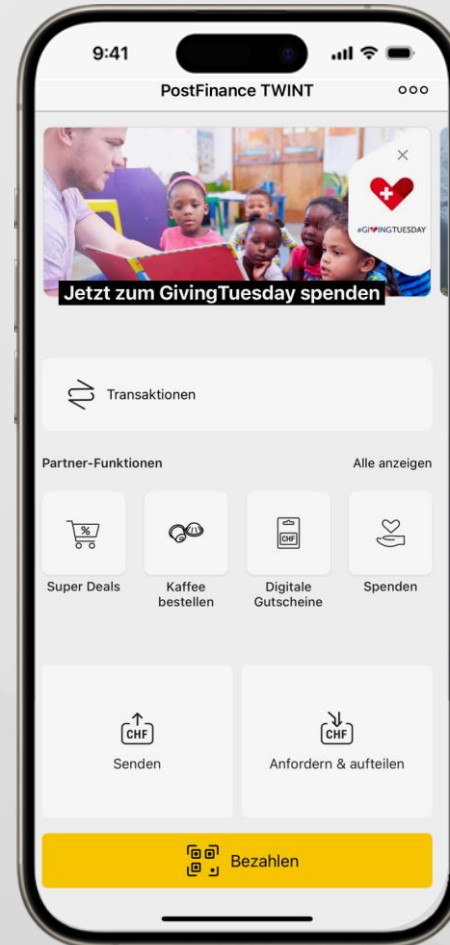 9:41
PostFinance TWINT
#GIVINGTUESDAY
Jetzt zum GivingTuesday spenden
Transaktionen
Partner-Funktionen
Alle anzeigen
%
CHF
Super Deals
Kaffee
bestellen
Digitale
Gutscheine
Spenden
CHF
Senden
CHF
Anfordern & aufteilen
Bezahlen